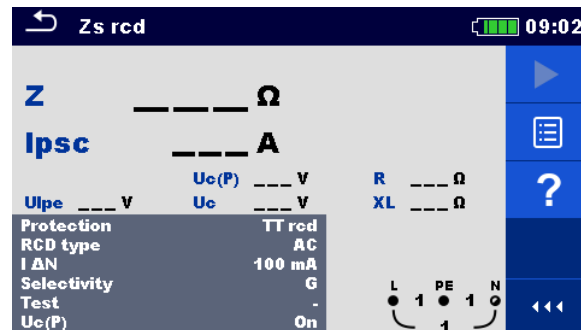 Zs rcd 09:02
Z ___ Ω
Ipsc ___ A
Uc(P) ___ V R ___ Ω
Ulpe ___ V Uc ___ V XL ___ Ω
?
Protection TT rcd
RCD type AC
I ΔN 100 mA
Selectivity G
Test -
Uc(P) On
L PE N
1 1
1